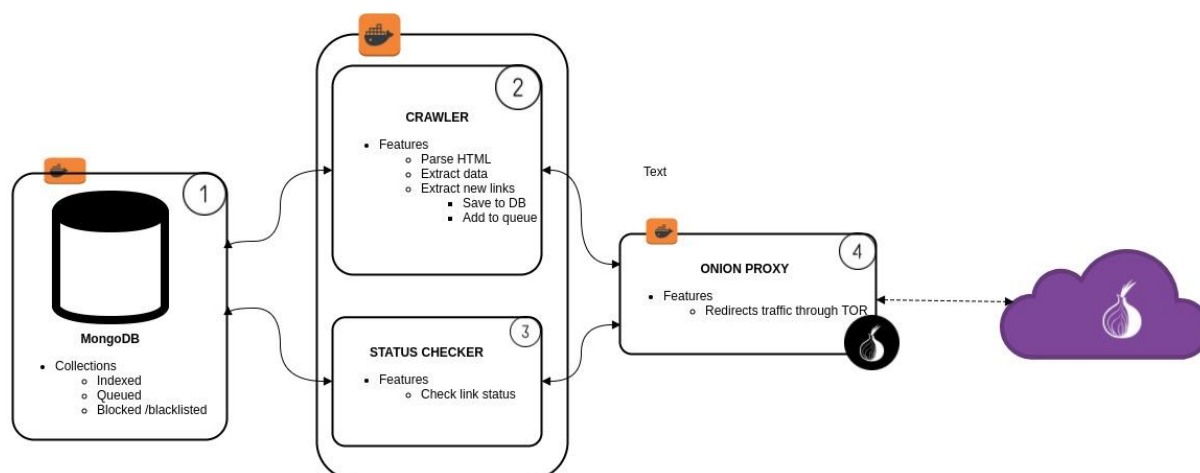 1
MongoDB
Collections
Indexed
Queued
Blocked /blacklisted
2
CRAWLER
Features
Parse HTML
Extract data
Extract new links
Save to DB
Add to queue
3
STATUS CHECKER
Features
Check link status
Text
4
ONION PROXY
Features
Redirects traffic through TOR